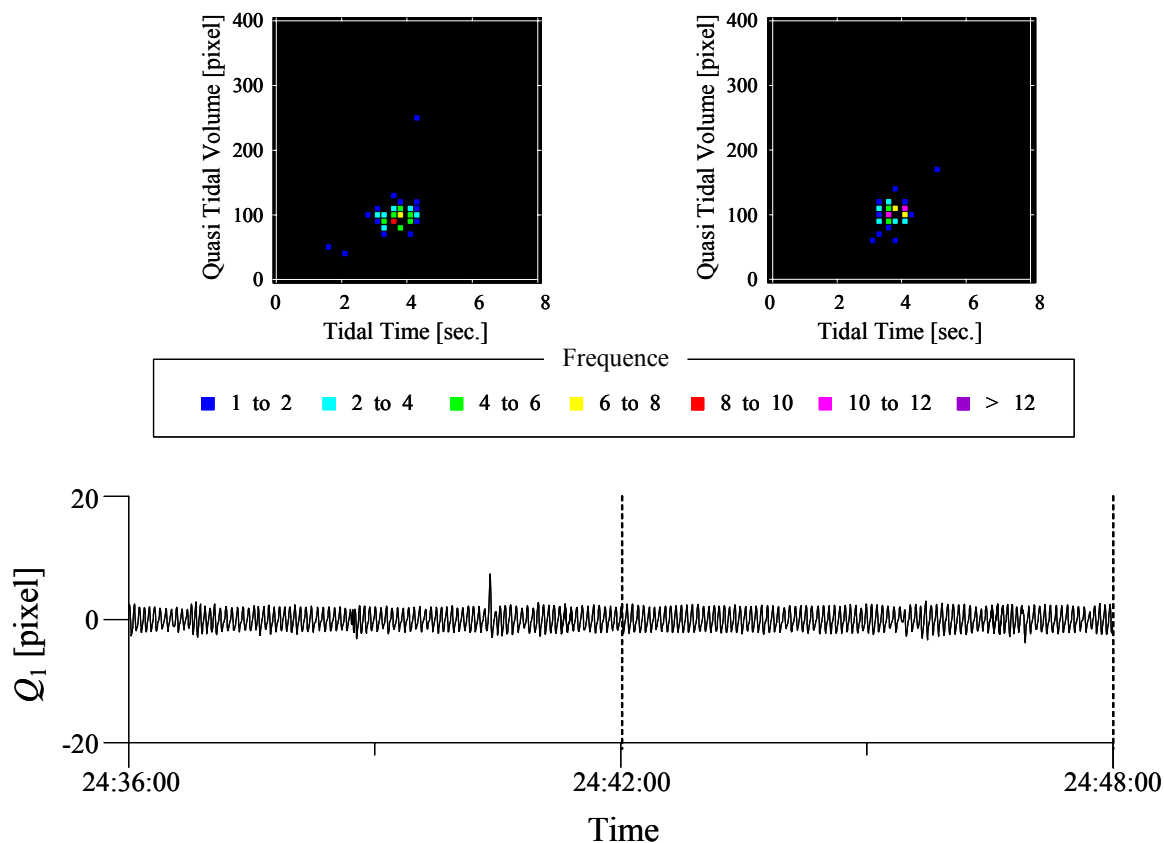 400
300
200
100
0
Quasi Tidal Volume [pixel]
0 2 4 6 8
Tidal Time [sec.]
400
300
200
100
0
Quasi Tidal Volume [pixel]
0 2 4 6 8
Tidal Time [sec.]
Frequence
1 to 2 2 to 4 4 to 6 6 to 8 8 to 10 10 to 12 > 12
20
0
-20
Q1 [pixel]
24:36:00 24:42:00 24:48:00
Time